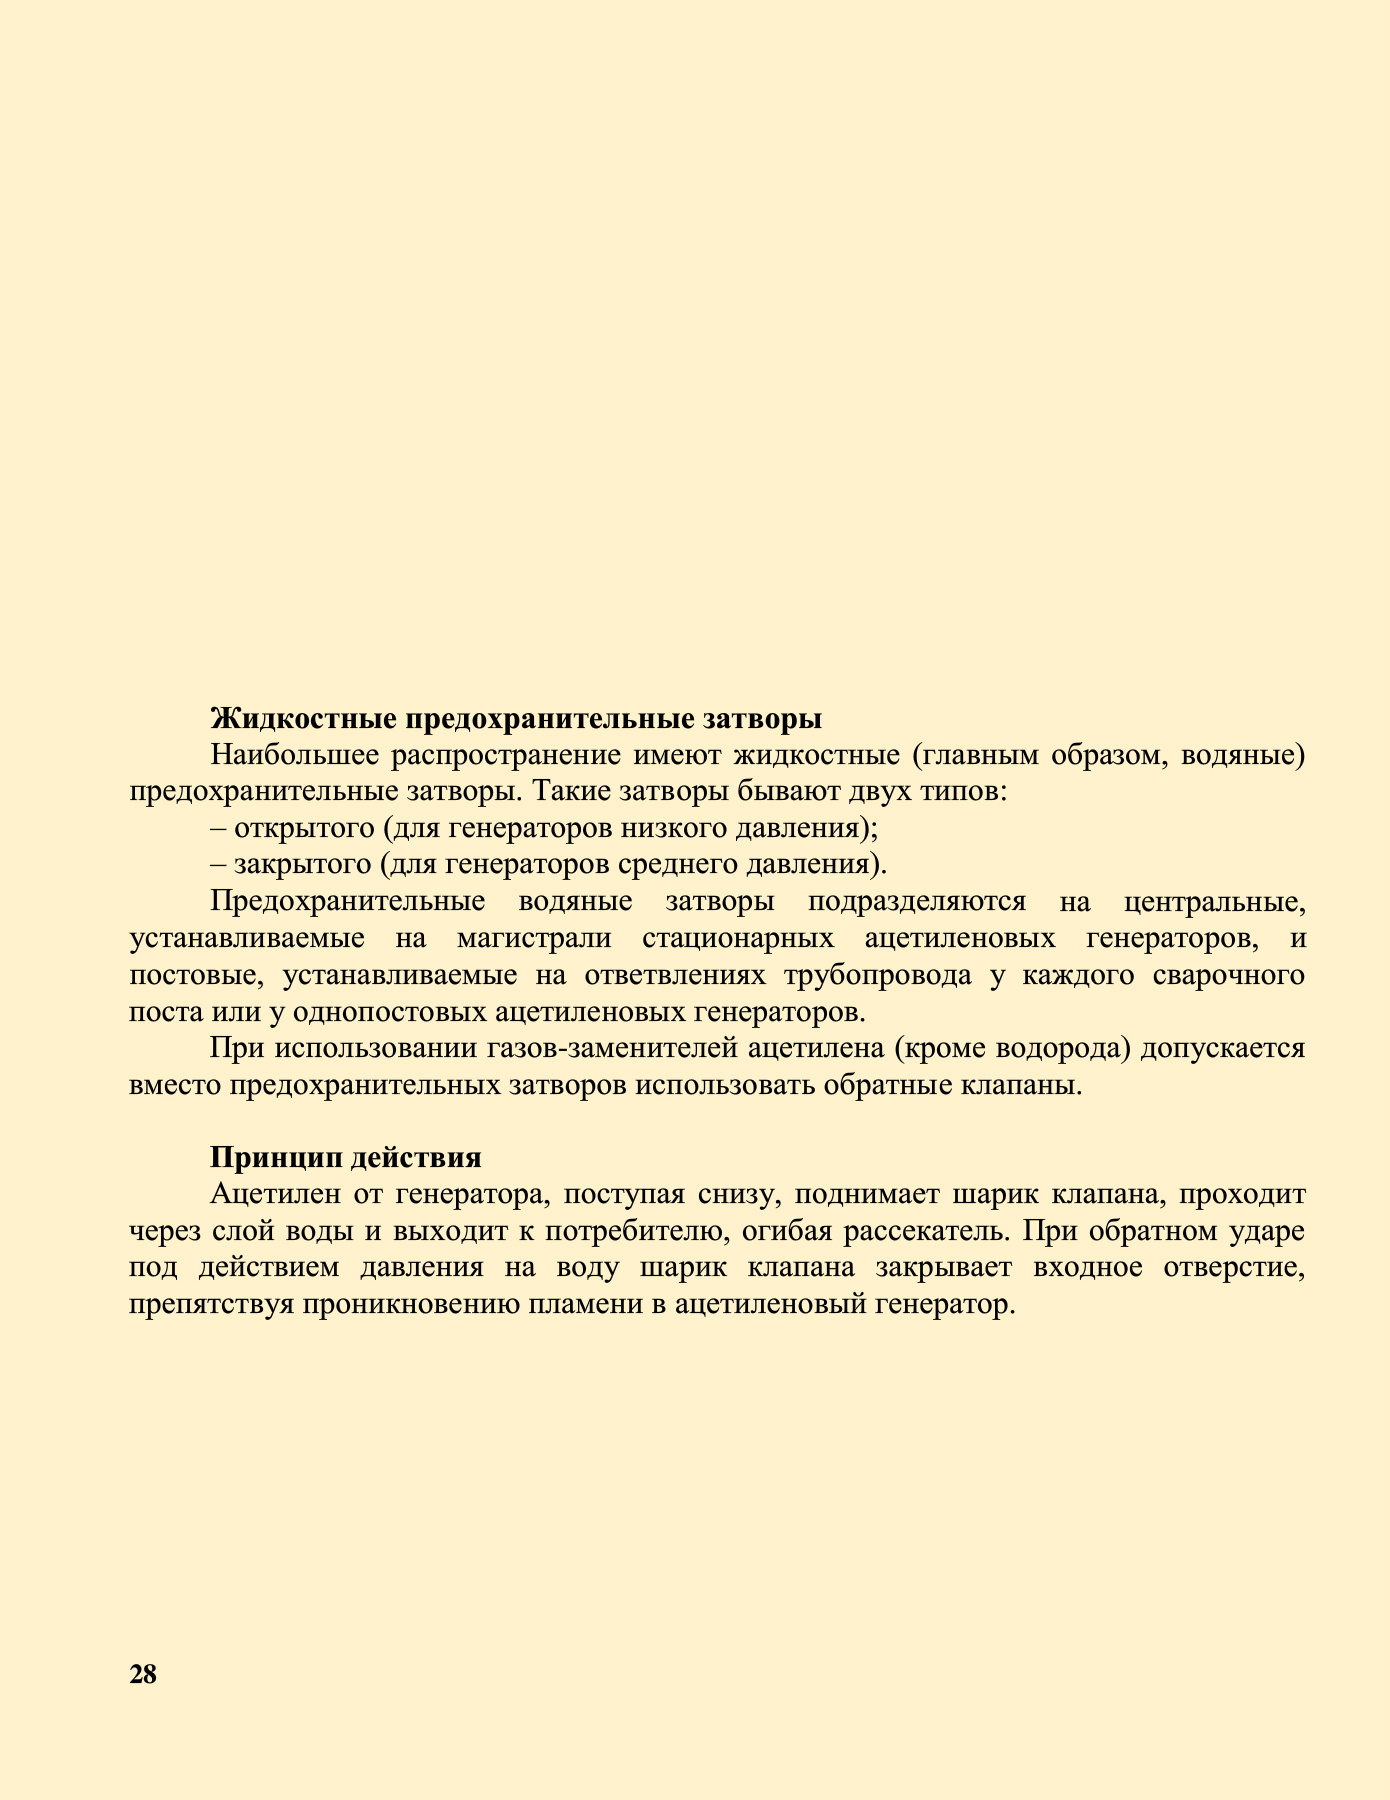 Жидкостные предохранительные затворы
Наибольшее распространение имеют жидкостные (главным образом, водяные)
предохранительные затворы. Такие затворы бывают двух типов:
– открытого (для генераторов низкого давления);
– закрытого (для генераторов среднего давления).
Предохранительные водяные затворы подразделяются на центральные,
устанавливаемые на магистрали стационарных ацетиленовых генераторов, и
постовые, устанавливаемые на ответвлениях трубопровода у каждого сварочного
поста или у однопостовых ацетиленовых генераторов.
При использовании газов-заменителей ацетилена (кроме водорода) допускается
вместо предохранительных затворов использовать обратные клапаны.
Принцип действия
Ацетилен от генератора, поступая снизу, поднимает шарик клапана, проходит
через слой воды и выходит к потребителю, огибая рассекатель. При обратном ударе
под действием давления на воду шарик клапана закрывает входное отверстие,
препятствуя проникновению пламени в ацетиленовый генератор.
28